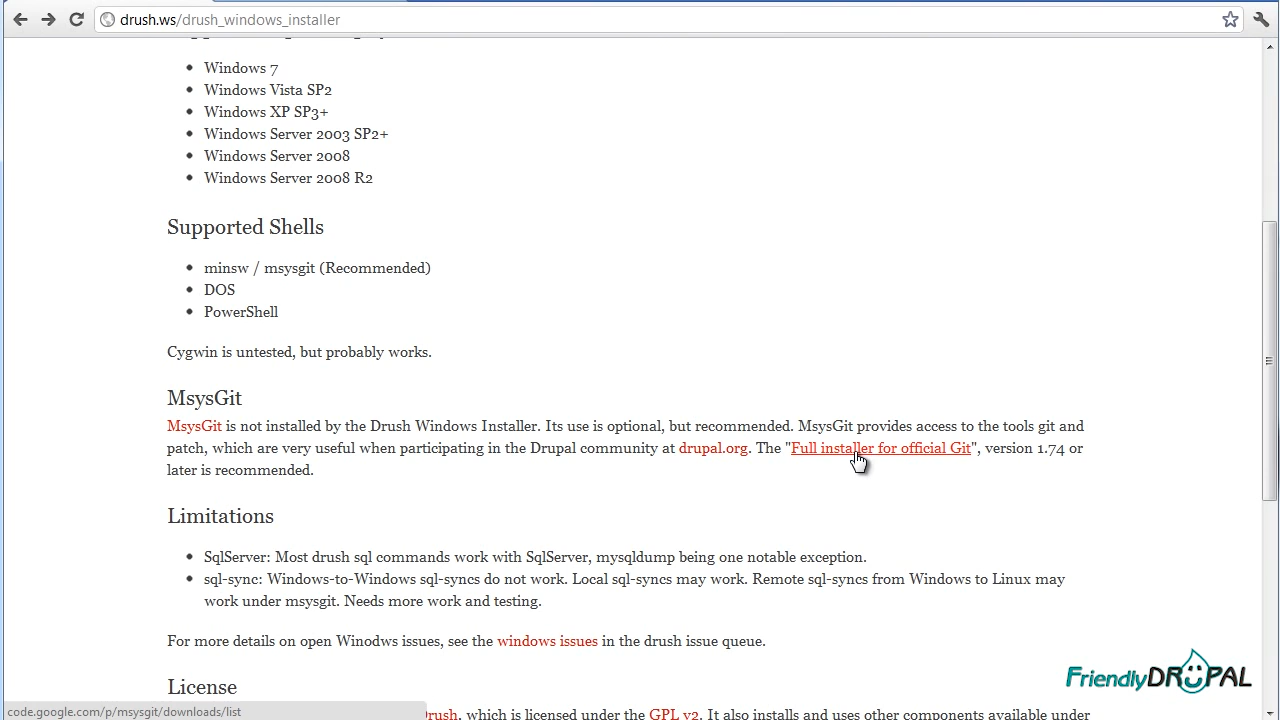 drush.ws/drush_windows_installer
Windows 7
Windows Vista SP2
Windows XP SP3+
Windows Server 2003 SP2+
Windows Server 2008
Windows Server 2008 R2
Supported Shells
minsw / msysgit (Recommended)
DOS
PowerShell
Cygwin is untested, but probably works.
MsysGit
MsysGit is not installed by the Drush Windows Installer. Its use is optional, but recommended. MsysGit provides access to the tools git and
patch, which are very useful when participating in the Drupal community at drupal.org. The "Full installer for official Git", version 1.74 or
later is recommended.
Limitations
SqlServer: Most drush sql commands work with SqlServer, mysqldump being one notable exception.
sql-sync: Windows-to-Windows sql-syncs do not work. Local sql-syncs may work. Remote sql-syncs from Windows to Linux may
work under msysgit. Needs more work and testing.
For more details on open Winodws issues, see the windows issues in the drush issue queue.
License
FriendlyDRUPAL
code.google.com/p/msysgit/downloads/list
rush, which is licensed under the GPL v2. It also installs and uses other components available under